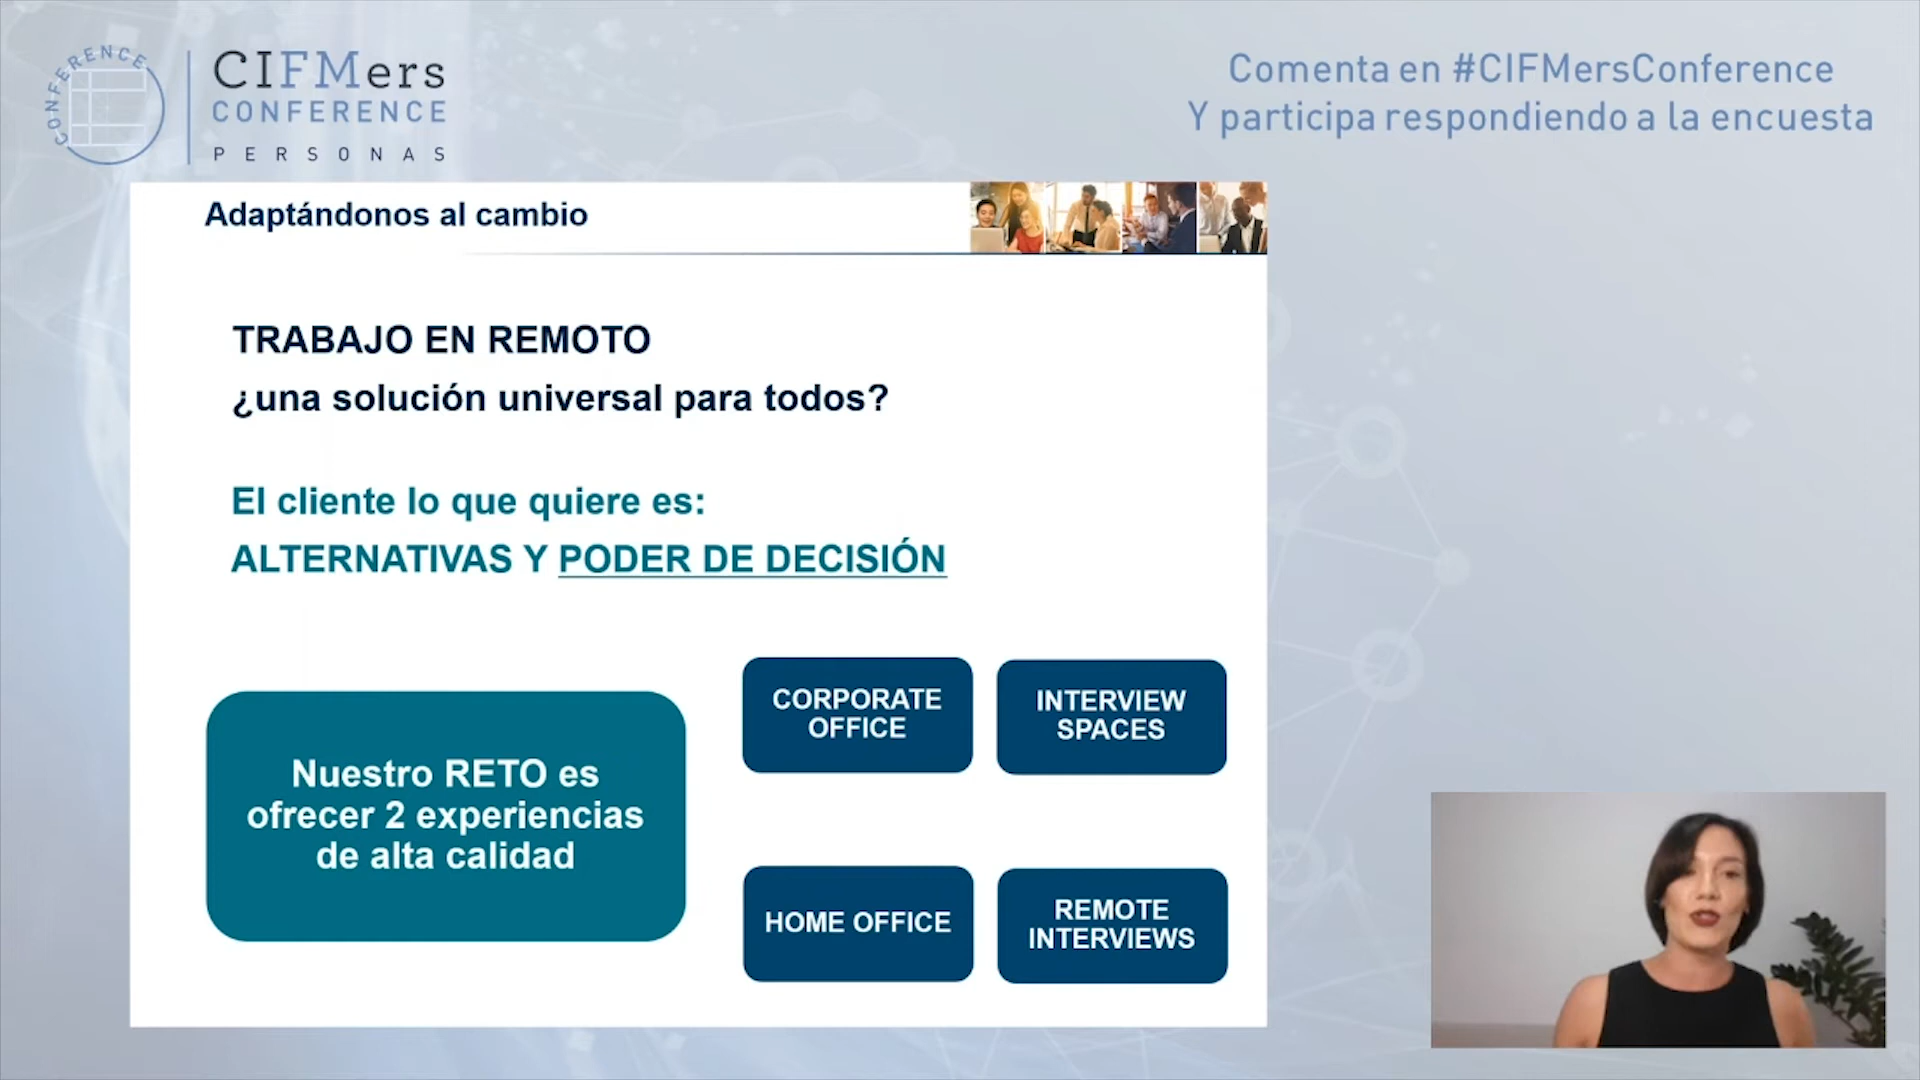 CONFERENCE
CIFMers
CONFERENCE
PERSONAS
Comenta en #CIFMersConference
Y participa respondiendo a la encuesta
Adaptándonos al cambio
TRABAJO EN REMOTO
¿una solución universal para todos?
El cliente lo que quiere es:
ALTERNATIVAS Y PODER DE DECISIÓN
Nuestro RETO es
ofrecer 2 experiencias
de alta calidad
CORPORATE
OFFICE
INTERVIEW
SPACES
HOME OFFICE
REMOTE
INTERVIEWS